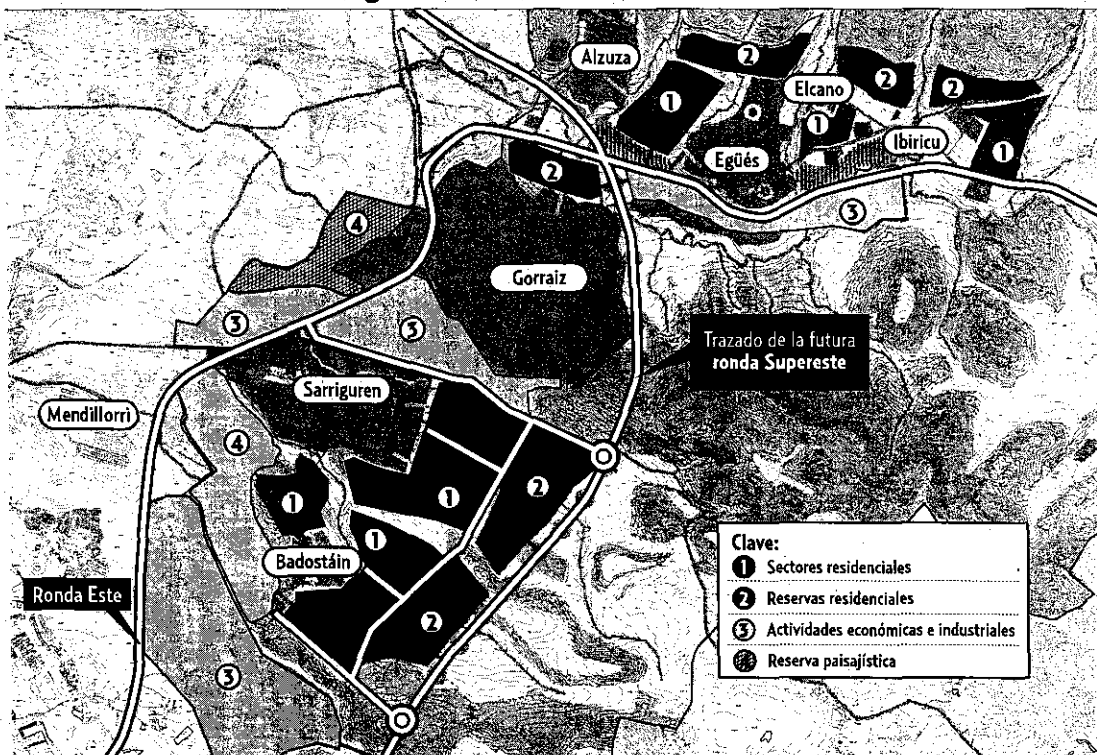 Alzuza
2
2
2
Elcano
1
1
Egüés
Ibiricu
1
2
3
4
Gorraiz
3
3
Trazado de la futura
ronda Supereste
Sarriguren
Mendillorri
4
1
1
2
1
Badostáin
Ronda Este
2
3
Clave:
1 Sectores residenciales
2 Reservas residenciales
3 Actividades económicas e industriales
Reserva paisajística